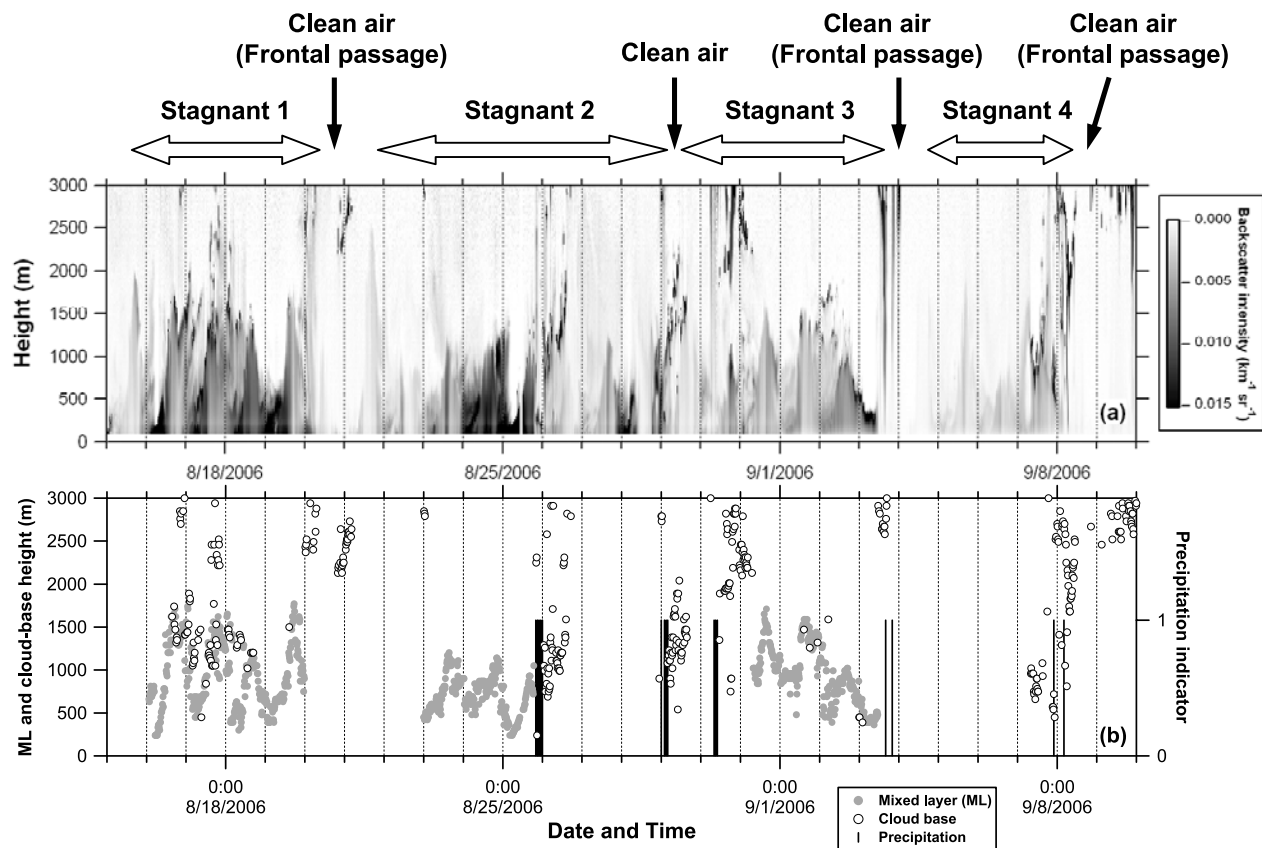 Clean air
(Frontal passage)
Clean air
Clean air
(Frontal passage)
Clean air
(Frontal passage)
Stagnant 1
Stagnant 2
Stagnant 3
Stagnant 4
Height (m)
3000
2500
2000
1500
1000
500
0
(a)
0.000
0.005
0.010
0.015
Backscatter intensity (km⁻¹ sr⁻¹)
8/18/2006
8/25/2006
9/1/2006
9/8/2006
ML and cloud-base height (m)
3000
2500
2000
1500
1000
500
0
(b)
1
0
Precipitation indicator
0:00
8/18/2006
0:00
8/25/2006
0:00
9/1/2006
0:00
9/8/2006
Date and Time
Mixed layer (ML)
Cloud base
Precipitation